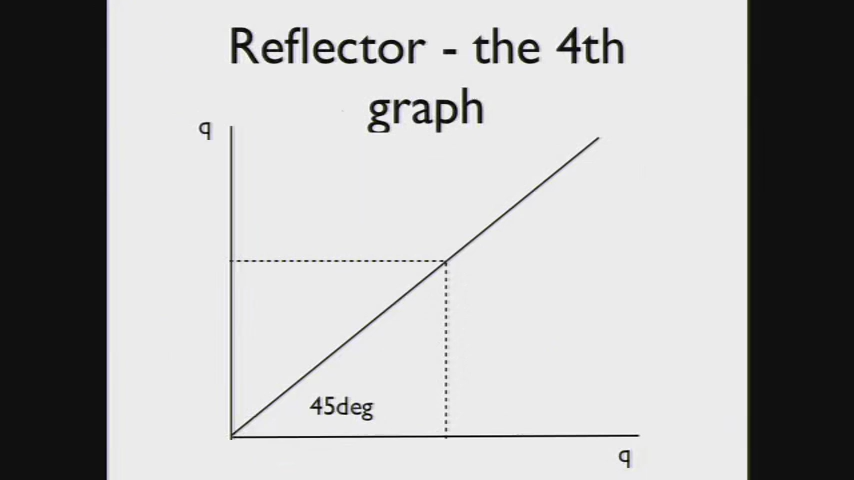 Reflector - the 4th
graph
q
45deg
q